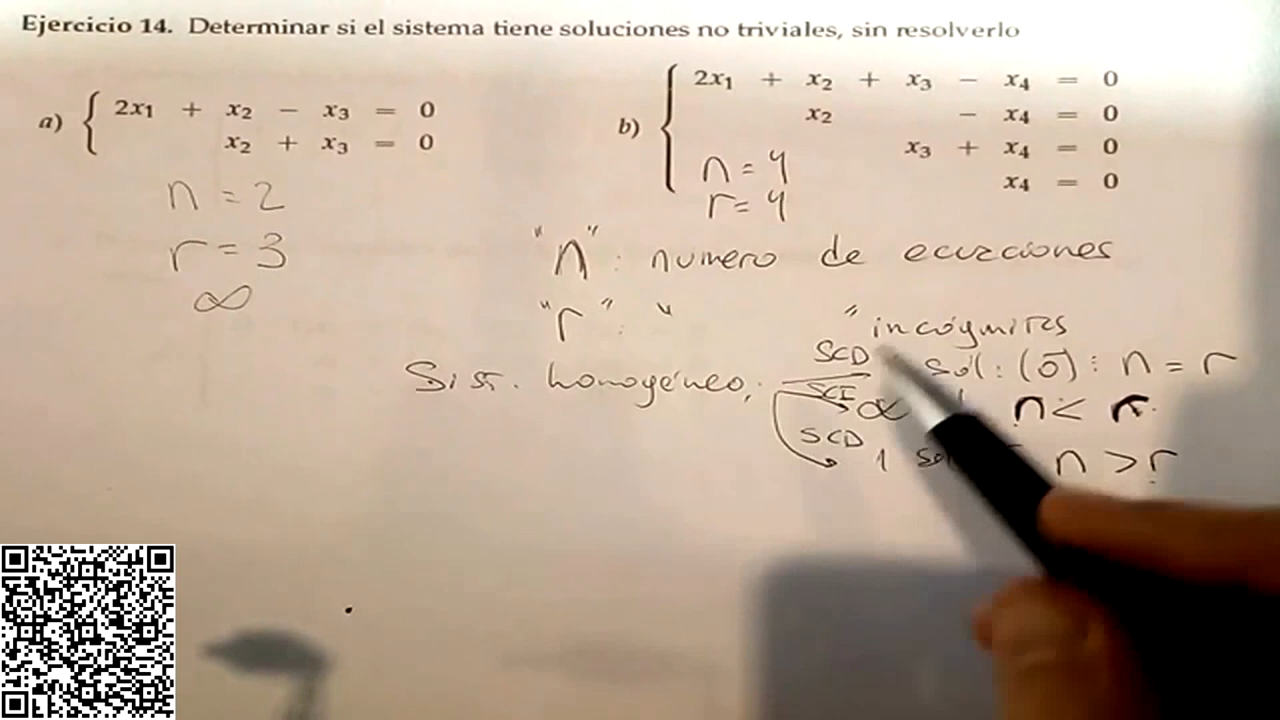 Ejercicio 14. Determinar si el sistema tiene soluciones no triviales, sin resolverlo
a) { 2x₁ + x₂ − x₃ = 0
x₂ + x₃ = 0
n = 2
r = 3
∞
b) { 2x₁ + x₂ + x₃ − x₄ = 0
x₂ − x₄ = 0
x₃ + x₄ = 0
x₄ = 0
n = 4
r = 4
"n" : numero de ecuaciones
"r" : " " incógnitas
Sist. homogéneo: SCD sol: (0̄) : n = r
SCI ∞ n < r
SCD 1 n > r